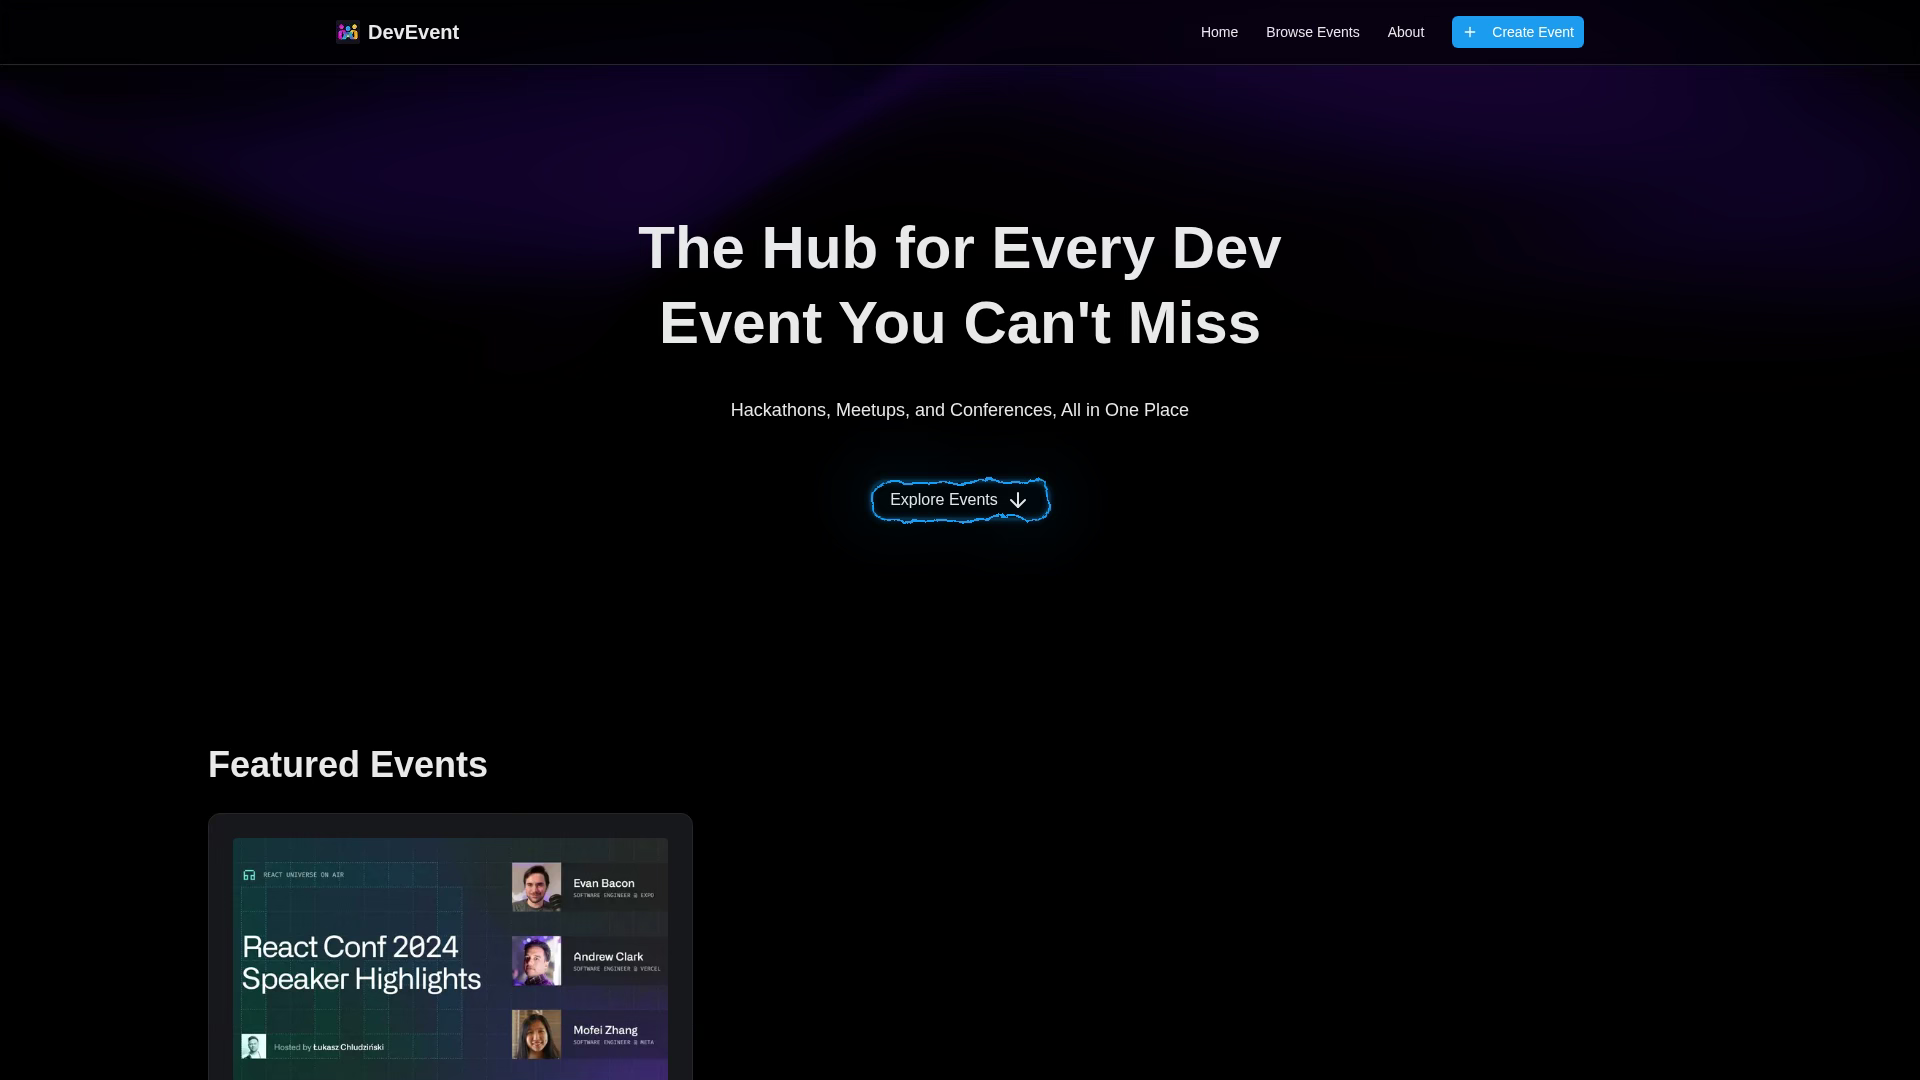 DevEvent
Home
Browse Events
About
Create Event
The Hub for Every Dev
Event You Can't Miss
Hackathons, Meetups, and Conferences, All in One Place
Explore Events
Featured Events
REACT UNIVERSE ON AIR
React Conf 2024
Speaker Highlights
Hosted by Łukasz Chludziński
Evan Bacon
SOFTWARE ENGINEER @ EXPO
Andrew Clark
SOFTWARE ENGINEER @ VERCEL
Mofei Zhang
SOFTWARE ENGINEER @ META